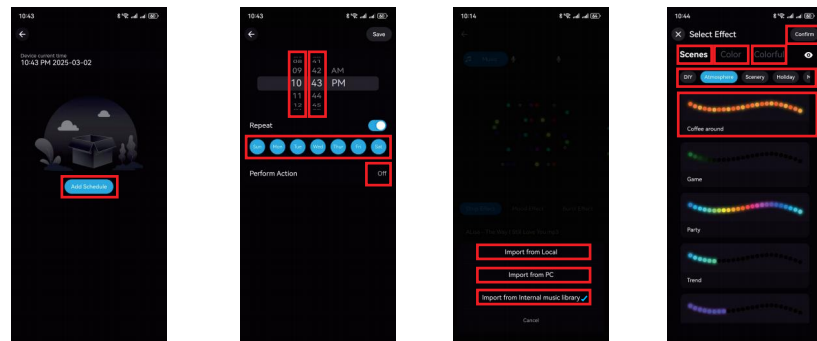 10:43
Device current time
10:43 PM 2025-03-02
Add Schedule
10:43
Save
08 41
09 42 AM
10 43 PM
11 44
12 45
Repeat
Sun Mon Tue Wed Thu Fri Sat
Perform Action Off
10:14
Import from Local
Import from PC
Import from Internal music library
Cancel
10:44
Select Effect Confirm
Scenes Color Colorful
DIY Atmosphere Scenery Holiday
Coffee around
Game
Party
Trend